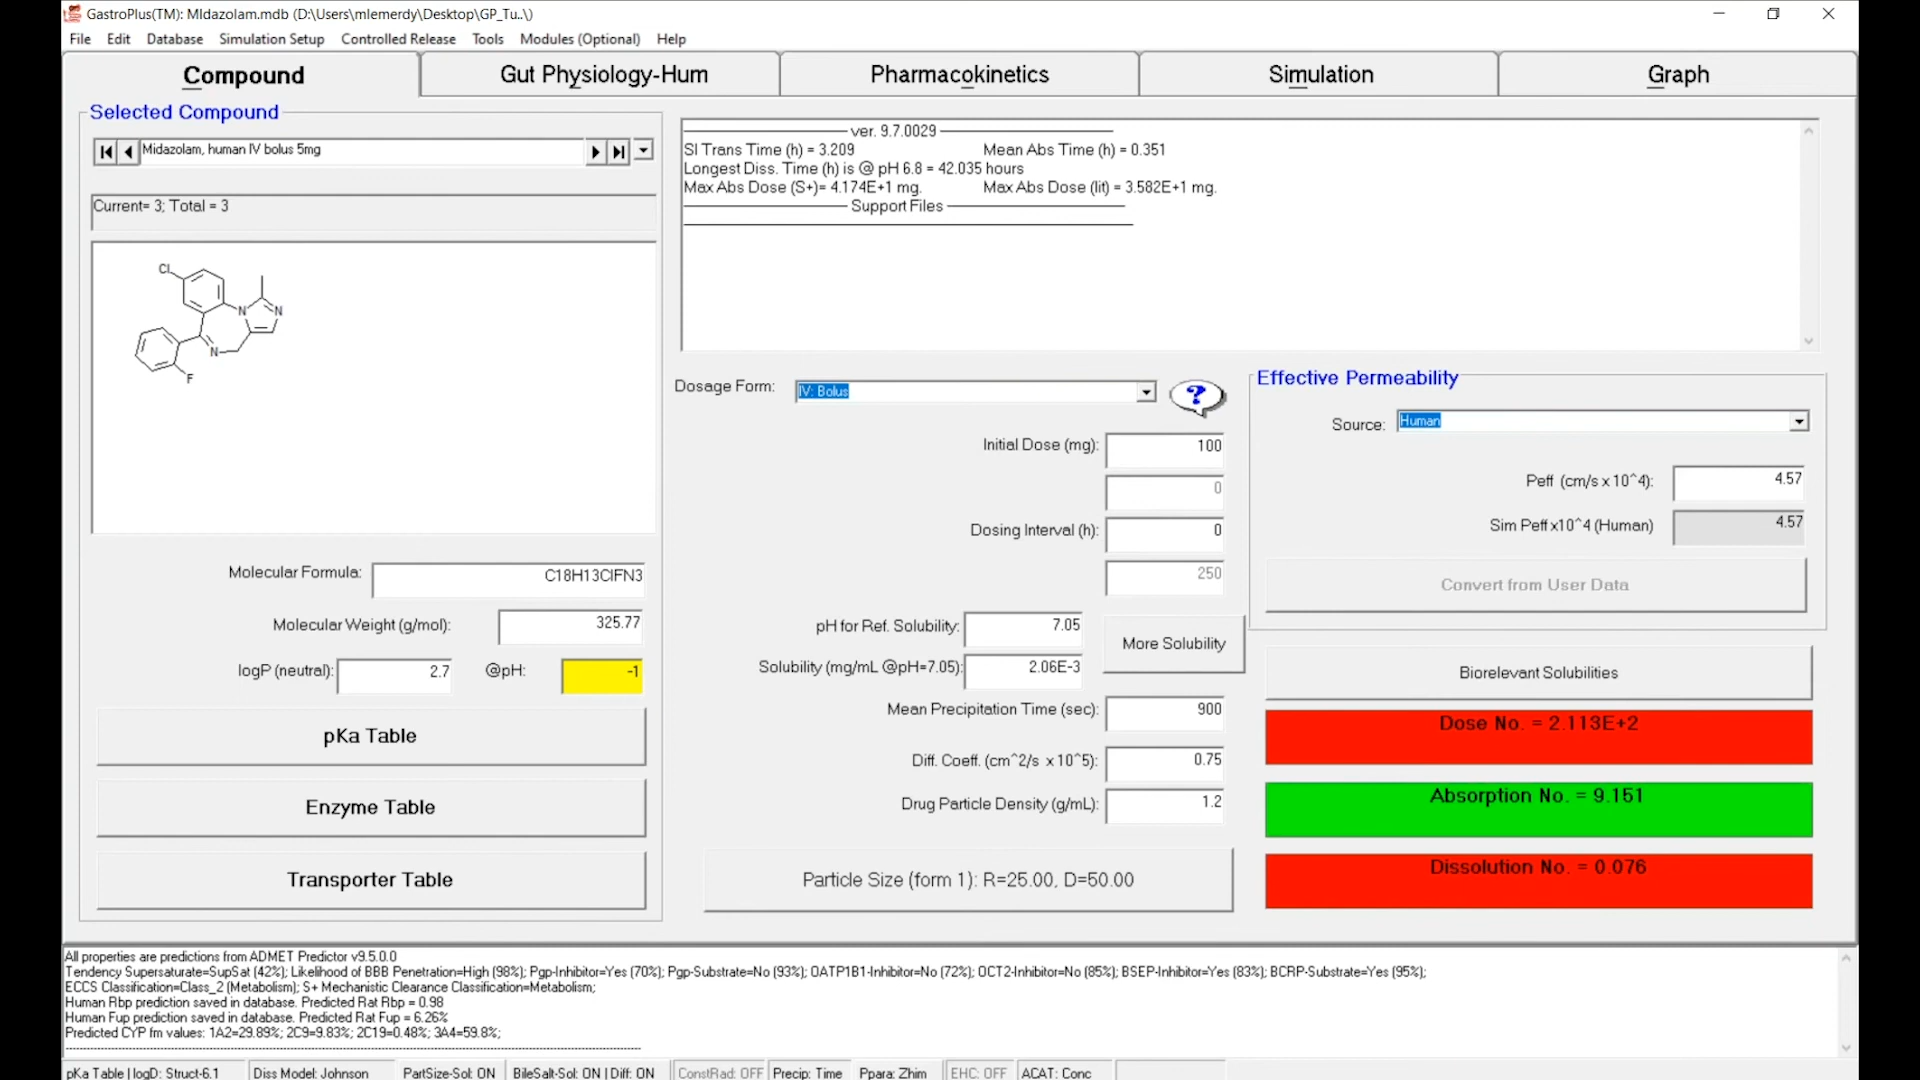 GastroPlus(TM): MIdazolam.mdb (D:\Users\mlemerdy\Desktop\GP_Tu..\)
File Edit Database Simulation Setup Controlled Release Tools Modules (Optional) Help
Compound Gut Physiology-Hum Pharmacokinetics Simulation Graph
Selected Compound
Midazolam, human IV bolus 5mg
Current= 3; Total = 3
Cl
N
N
N
F
Molecular Formula: C18H13ClFN3
Molecular Weight (g/mol): 325.77
logP (neutral): 2.7 @pH: -1
pKa Table
Enzyme Table
Transporter Table
ver. 9.7.0029
SI Trans Time (h) = 3.209 Mean Abs Time (h) = 0.351
Longest Diss. Time (h) is @ pH 6.8 = 42.035 hours
Max Abs Dose (S+)= 4.174E+1 mg. Max Abs Dose (lit) = 3.582E+1 mg.
Support Files
Dosage Form: IV: Bolus ?
Initial Dose (mg): 100
0
Dosing Interval (h): 0
250
pH for Ref. Solubility: 7.05
Solubility (mg/mL @pH=7.05): 2.06E-3
More Solubility
Mean Precipitation Time (sec): 900
Diff. Coeff. (cm^2/s x 10^5): 0.75
Drug Particle Density (g/mL): 1.2
Particle Size (form 1): R=25.00, D=50.00
Effective Permeability
Source: Human
Peff (cm/s x 10^4): 4.57
Sim Peff x10^4 (Human) 4.57
Convert from User Data
Biorelevant Solubilities
Dose No. = 2.113E+2
Absorption No. = 9.151
Dissolution No. = 0.076
All properties are predictions from ADMET Predictor v9.5.0.0
Tendency Supersaturate=SupSat (42%); Likelihood of BBB Penetration=High (98%); Pgp-Inhibitor=Yes (70%); Pgp-Substrate=No (93%); OATP1B1-Inhibitor=No (72%); OCT2-Inhibitor=No (85%); BSEP-Inhibitor=Yes (83%); BCRP-Substrate=Yes (95%);
ECCS Classification=Class_2 (Metabolism); S+ Mechanistic Clearance Classification=Metabolism;
Human Rbp prediction saved in database. Predicted Rat Rbp = 0.98
Human Fup prediction saved in database. Predicted Rat Fup = 6.26%
Predicted CYP fm values: 1A2=29.89%; 2C9=9.83%; 2C19=0.48%; 3A4=59.8%;
pKa Table | logD: Struct-6.1 Diss Model: Johnson PartSize-Sol: ON BileSalt-Sol: ON | Diff: ON ConstRad: OFF Precip: Time Ppara: Zhim EHC: OFF ACAT: Conc